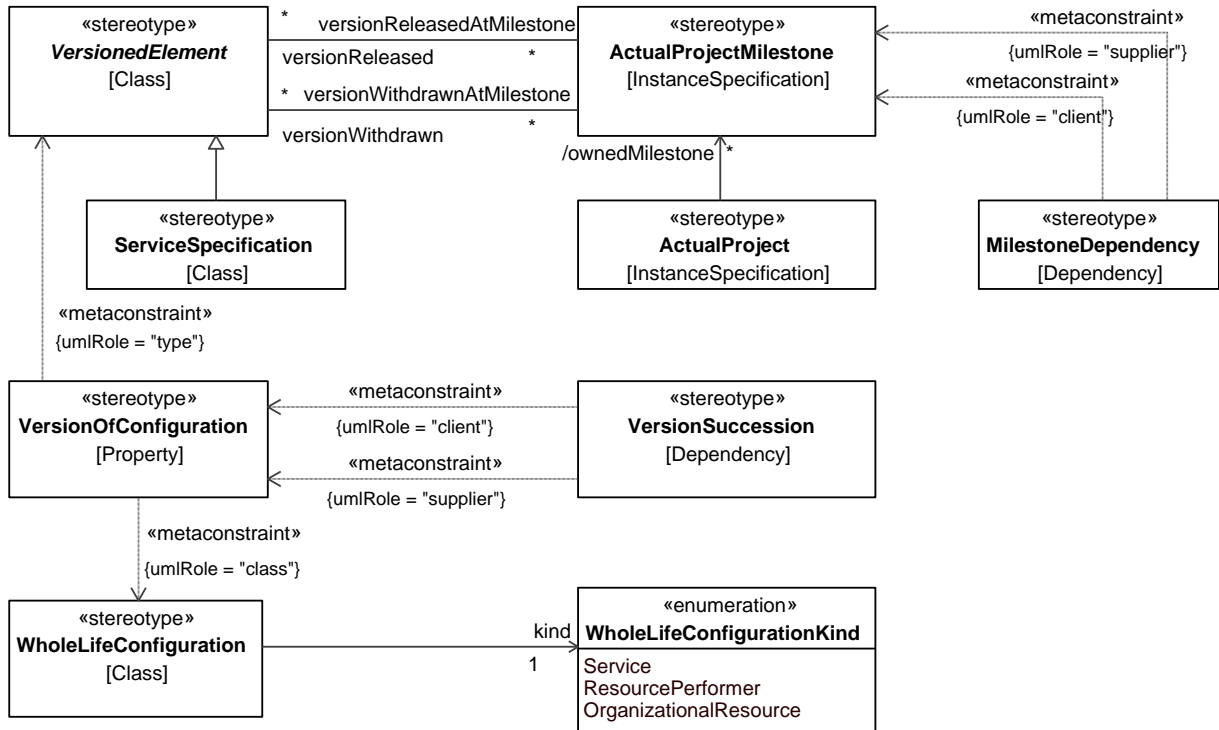 «stereotype»
VersionedElement
[Class]
* versionReleasedAtMilestone
versionReleased *
* versionWithdrawnAtMilestone
versionWithdrawn *
«stereotype»
ActualProjectMilestone
[InstanceSpecification]
«metaconstraint»
{umlRole = "supplier"}
«metaconstraint»
{umlRole = "client"}
/ownedMilestone *
«stereotype»
ServiceSpecification
[Class]
«stereotype»
ActualProject
[InstanceSpecification]
«stereotype»
MilestoneDependency
[Dependency]
«metaconstraint»
{umlRole = "type"}
«stereotype»
VersionOfConfiguration
[Property]
«metaconstraint»
{umlRole = "client"}
«metaconstraint»
{umlRole = "supplier"}
«stereotype»
VersionSuccession
[Dependency]
«metaconstraint»
{umlRole = "class"}
«stereotype»
WholeLifeConfiguration
[Class]
kind
1
«enumeration»
WholeLifeConfigurationKind
Service
ResourcePerformer
OrganizationalResource